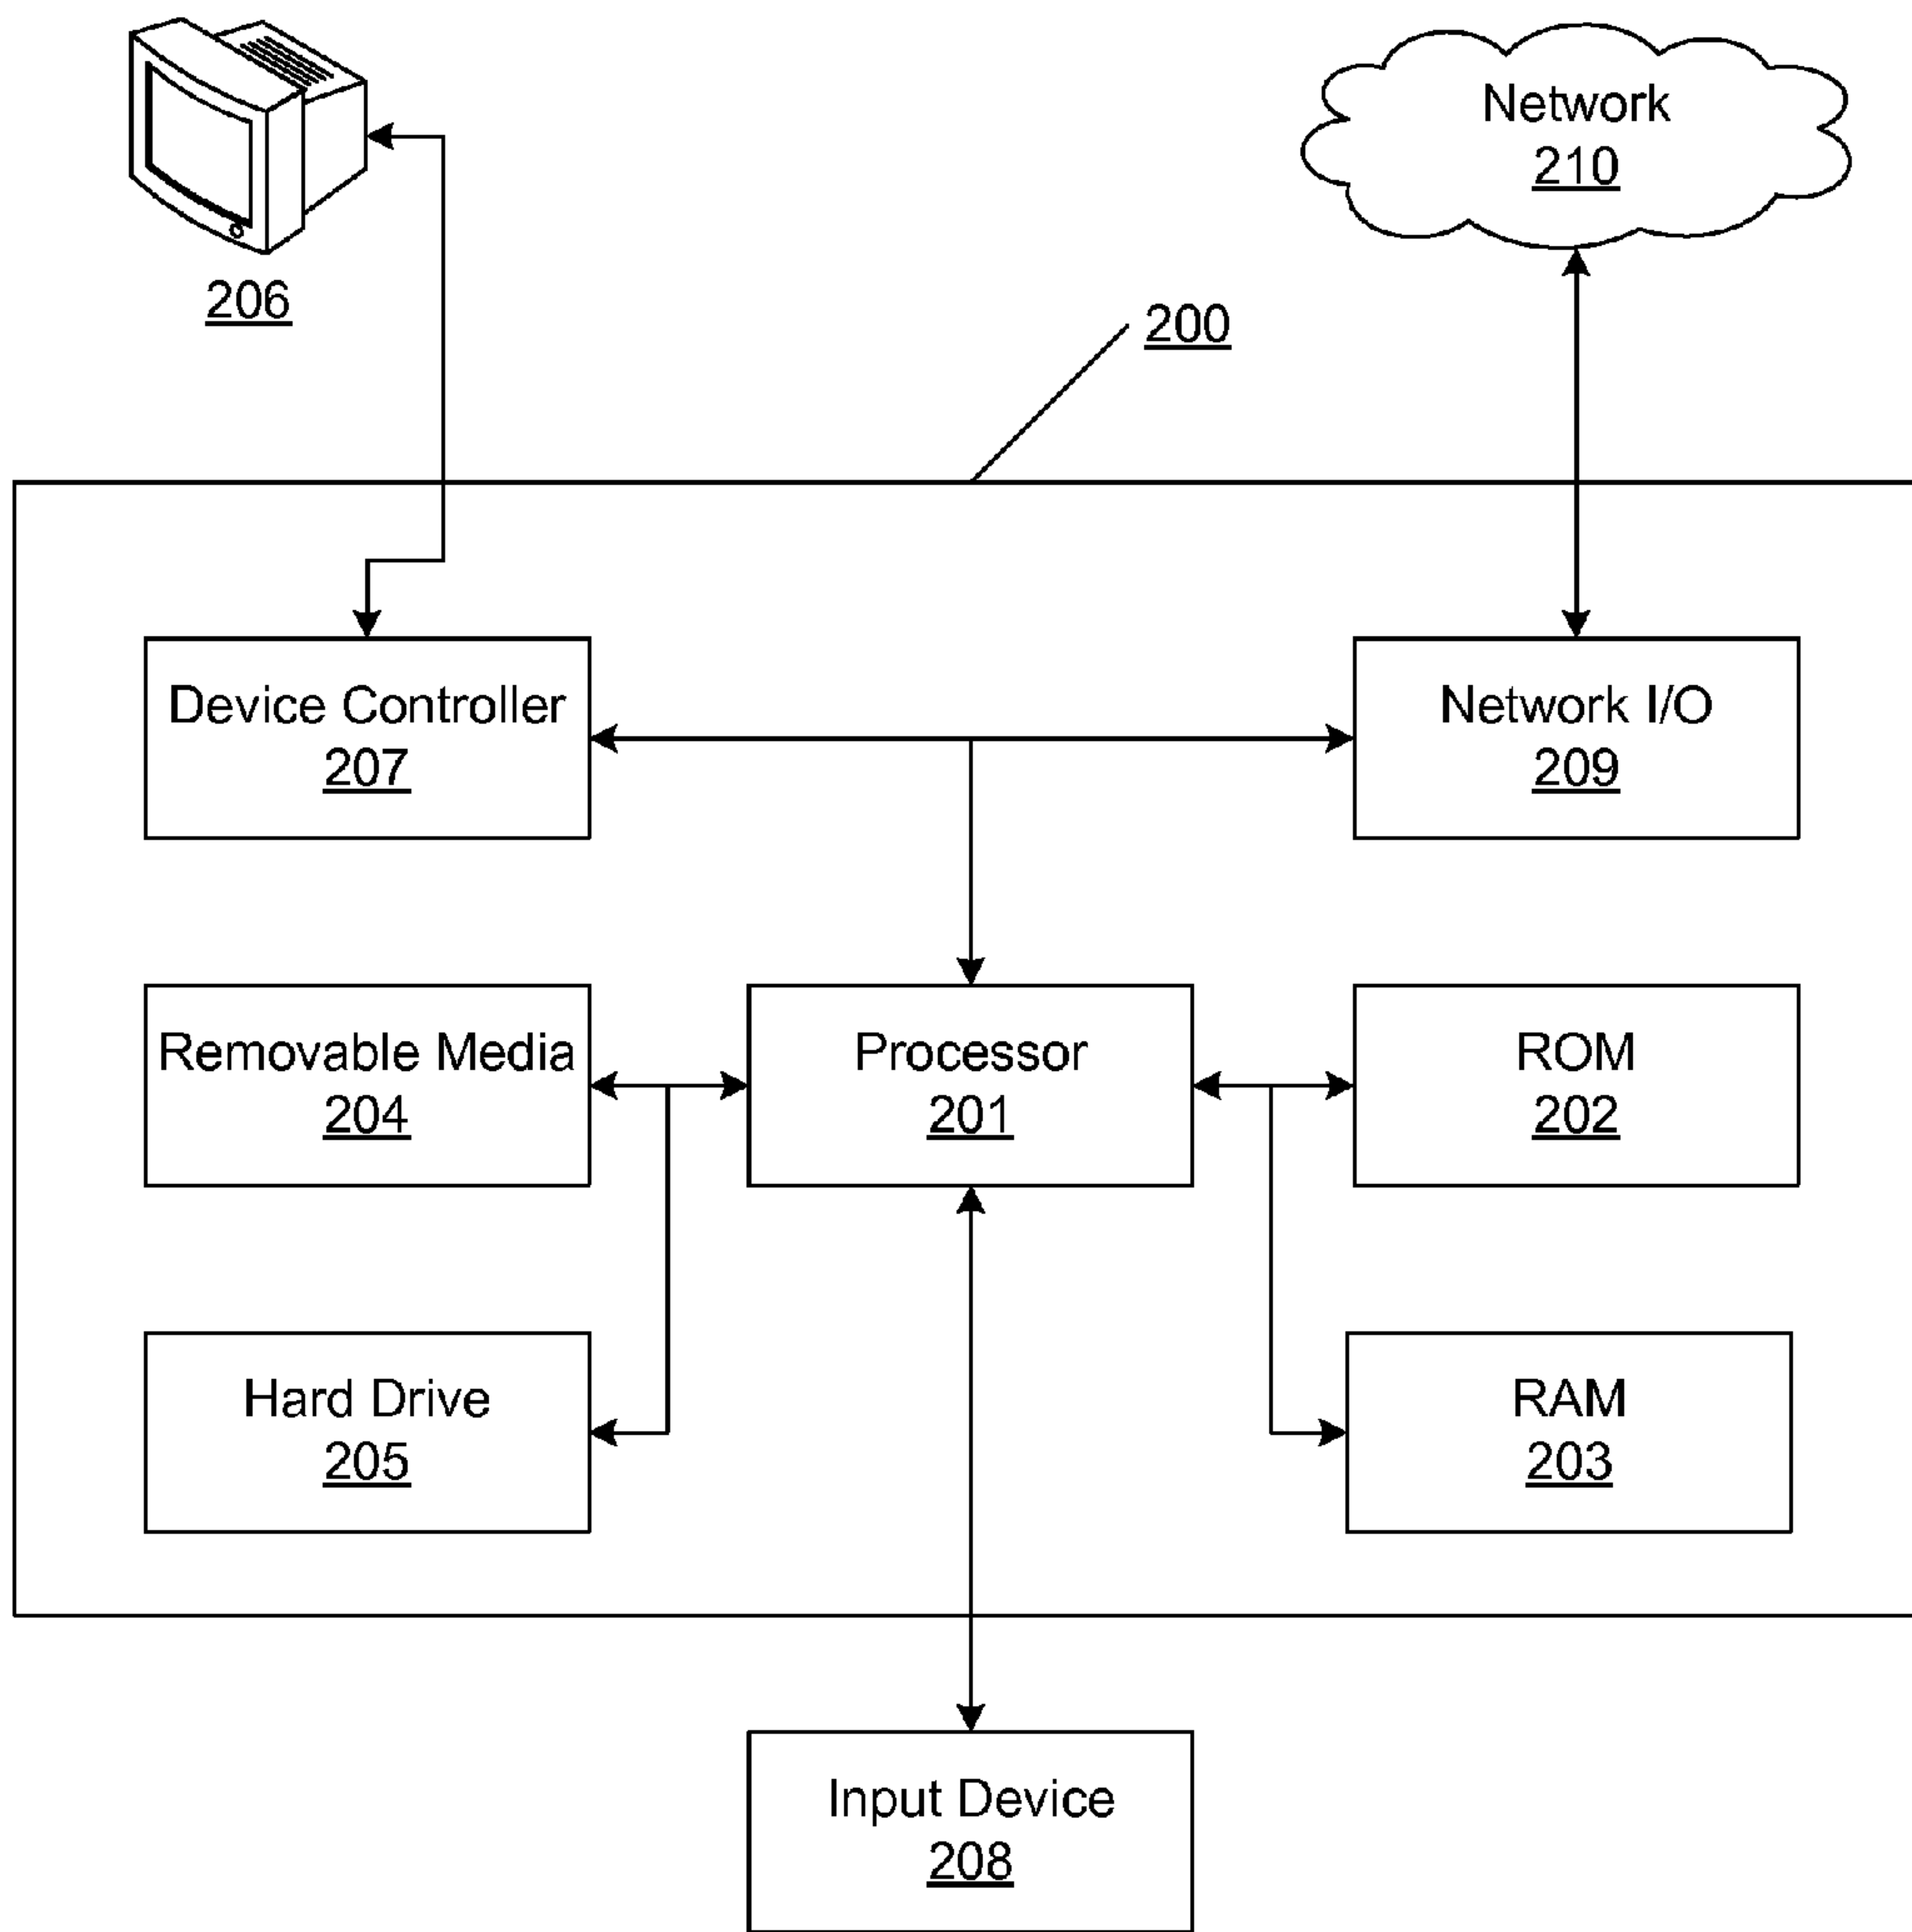 Network
210
206
200
Device Controller
207
Network I/O
209
Removable Media
204
Processor
201
ROM
202
Hard Drive
205
RAM
203
Input Device
208